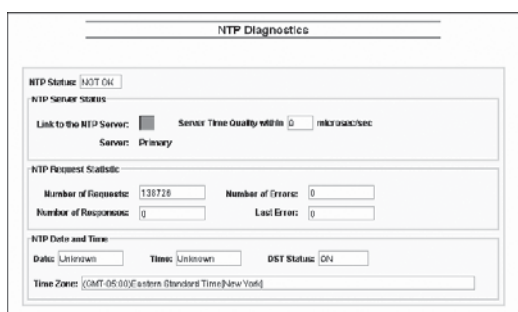 NTP Diagnostics
NTP Status: NOT OK
NTP Server Status
Link to the NTP Server: Server Time Quality within 0 microsec/sec
Server: Primary
NTP Request Statistic
Number of Requests: 138726 Number of Errors: 0
Number of Responses: 0 Last Error: 0
NTP Date and Time
Date: Unknown Time: Unknown DST Status: ON
Time Zone: (GMT-05:00)Eastern Standard Time[New York]